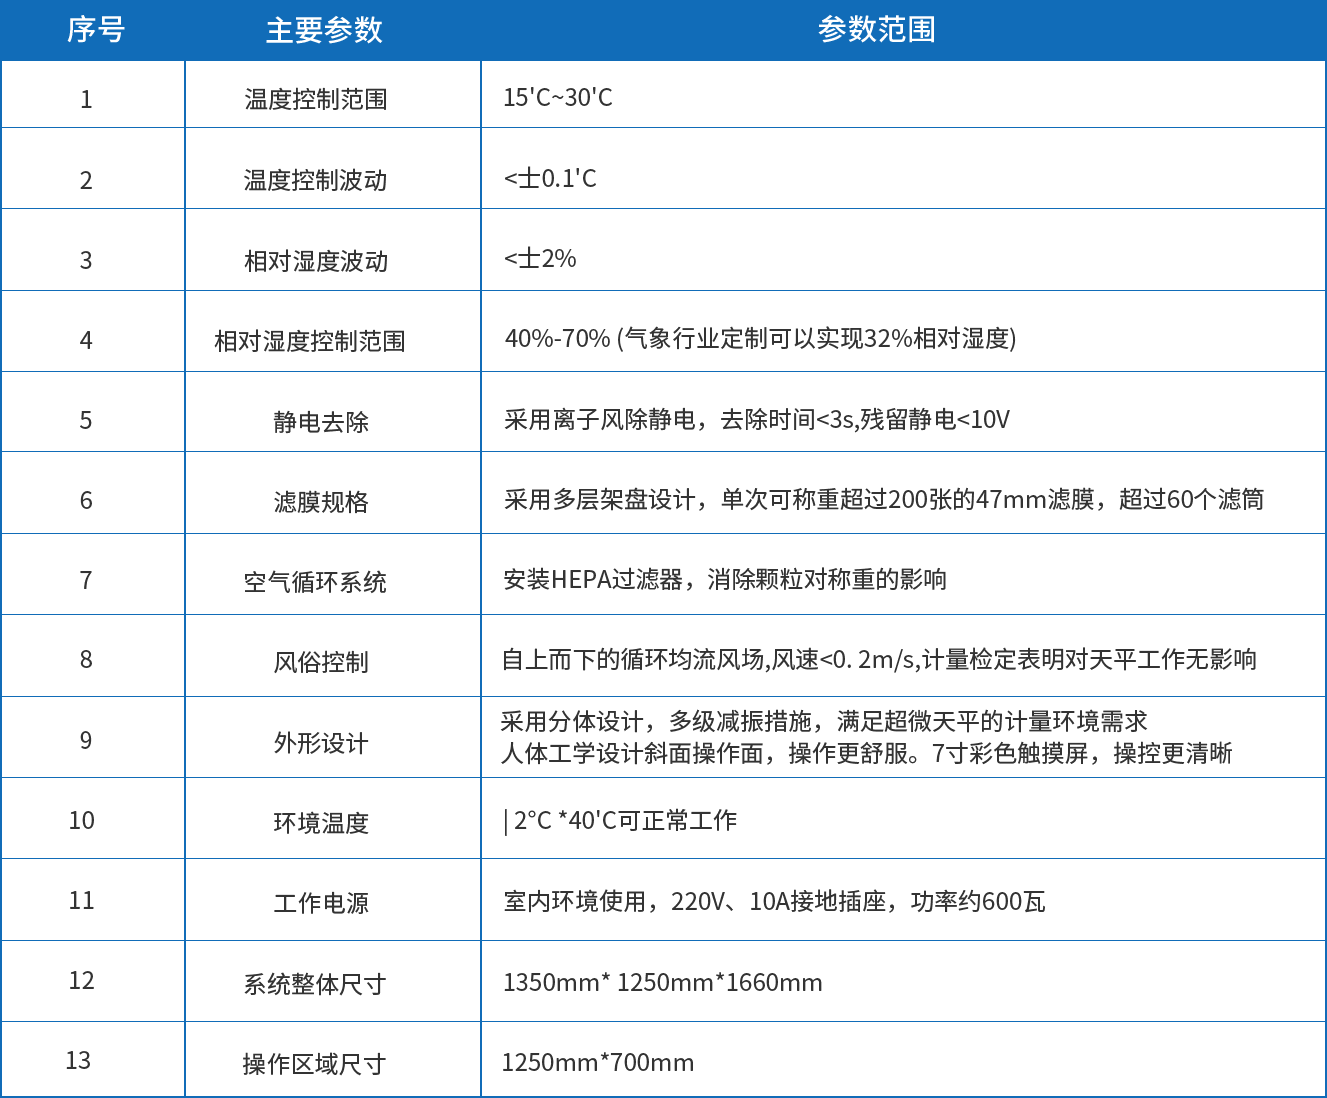 序号 主要参数 参数范围
1 温度控制范围 15'C~30'C
2 温度控制波动 <士0.1'C
3 相对湿度波动 <士2%
4 相对湿度控制范围 40%-70% (气象行业定制可以实现32%相对湿度)
5 静电去除 采用离子风除静电，去除时间<3s,残留静电<10V
6 滤膜规格 采用多层架盘设计，单次可称重超过200张的47mm滤膜，超过60个滤筒
7 空气循环系统 安装HEPA过滤器，消除颗粒对称重的影响
8 风俗控制 自上而下的循环均流风场,风速<0. 2m/s,计量检定表明对天平工作无影响
9 外形设计 采用分体设计，多级减振措施，满足超微天平的计量环境需求
人体工学设计斜面操作面，操作更舒服。7寸彩色触摸屏，操控更清晰
10 环境温度 | 2°C *40'C可正常工作
11 工作电源 室内环境使用，220V、10A接地插座，功率约600瓦
12 系统整体尺寸 1350mm* 1250mm*1660mm
13 操作区域尺寸 1250mm*700mm